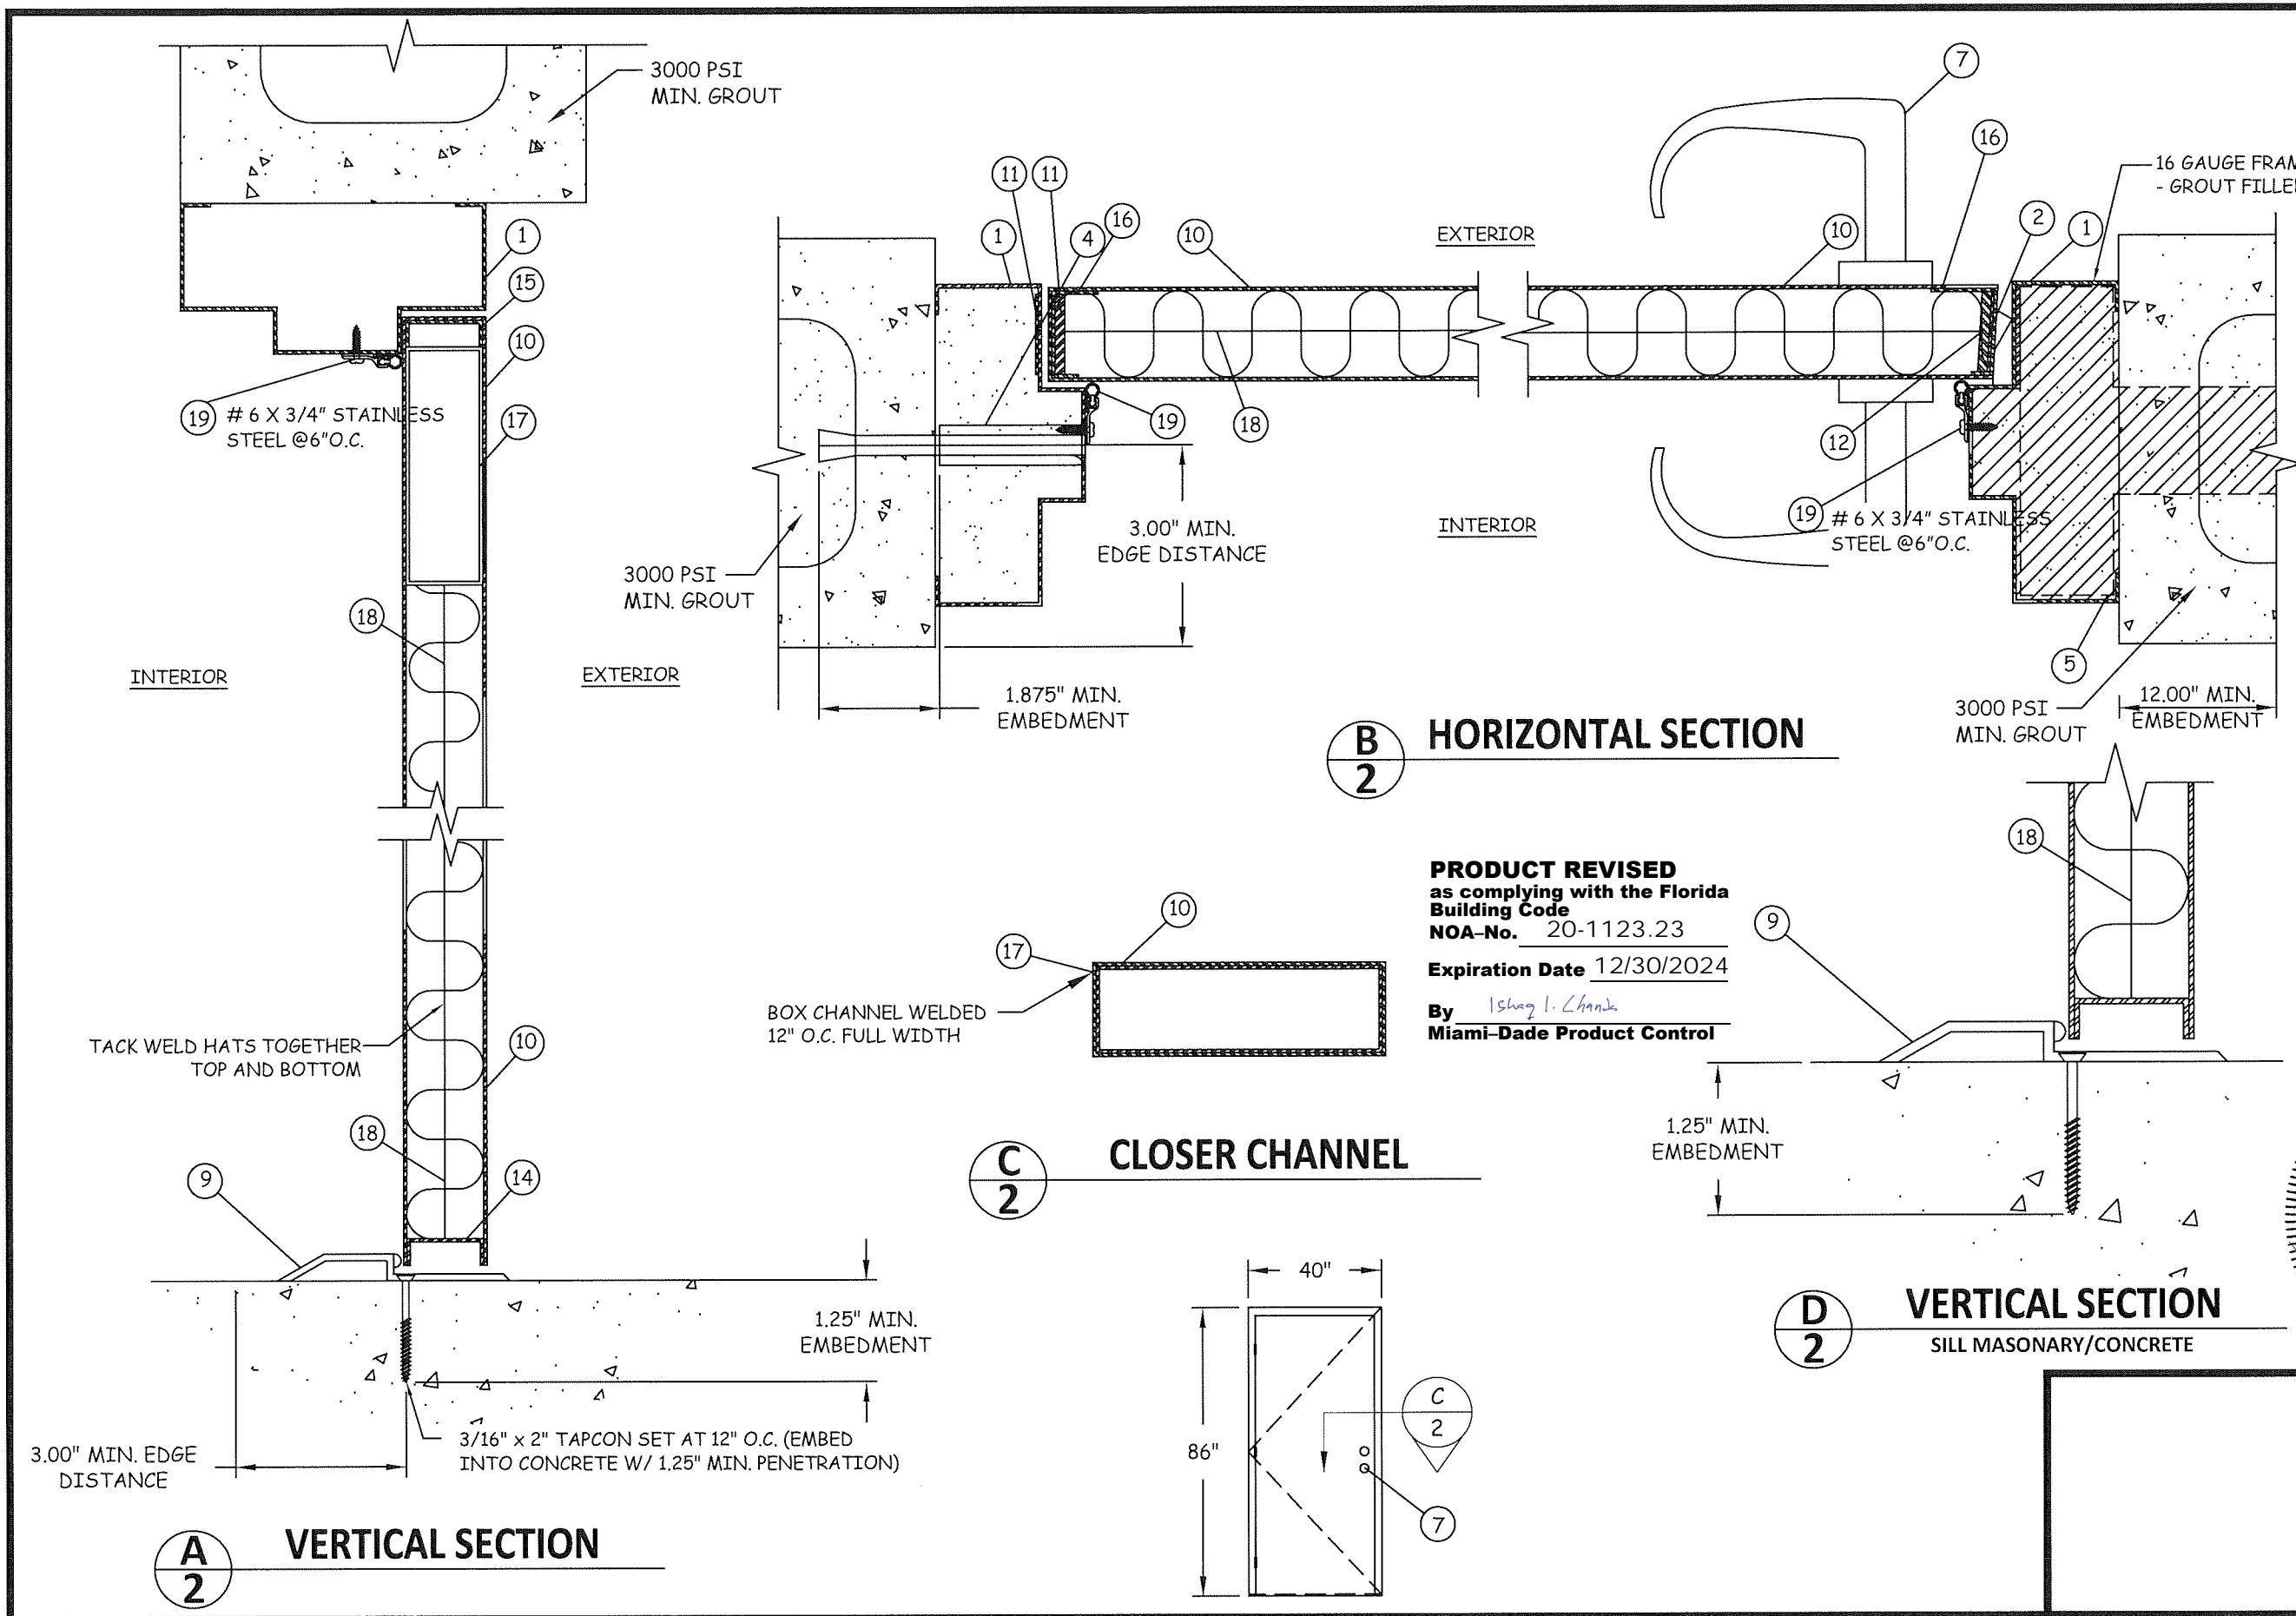 3000 PSI
MIN. GROUT
1
15
10
19
# 6 X 3/4" STAINLESS
STEEL @6"O.C.
17
18
INTERIOR
EXTERIOR
TACK WELD HATS TOGETHER
TOP AND BOTTOM
10
18
14
9
1.25" MIN.
EMBEDMENT
3.00" MIN. EDGE
DISTANCE
3/16" x 2" TAPCON SET AT 12" O.C. (EMBED
INTO CONCRETE W/ 1.25" MIN. PENETRATION)
A
2
VERTICAL SECTION
7
11
11
16
16 GAUGE FRAM
- GROUT FILLE
1
4
16
10
EXTERIOR
10
2
1
19
18
12
3.00" MIN.
EDGE DISTANCE
INTERIOR
19
# 6 X 3/4" STAINLESS
STEEL @6"O.C.
3000 PSI
MIN. GROUT
5
1.875" MIN.
EMBEDMENT
3000 PSI
MIN. GROUT
12.00" MIN.
EMBEDMENT
B
2
HORIZONTAL SECTION
10
17
BOX CHANNEL WELDED
12" O.C. FULL WIDTH
C
2
CLOSER CHANNEL
PRODUCT REVISED
as complying with the Florida
Building Code
NOA–No. 20-1123.23
Expiration Date 12/30/2024
By Ishaq I. Chanda
Miami–Dade Product Control
18
9
1.25" MIN.
EMBEDMENT
D
2
VERTICAL SECTION
SILL MASONARY/CONCRETE
40"
86"
C
2
7